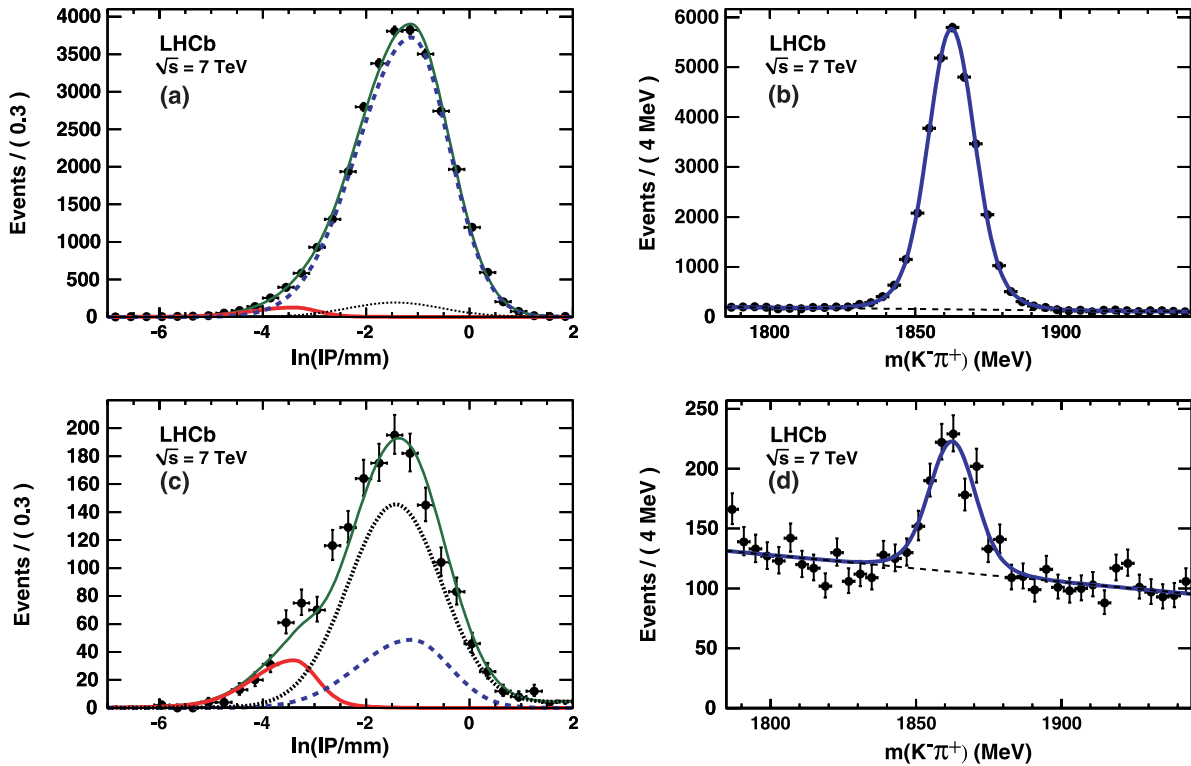 4000
3500
3000
2500
2000
1500
1000
500
0
Events / ( 0.3 )
LHCb
√s = 7 TeV
(a)
-6 -4 -2 0 2
ln(IP/mm)
6000
5000
4000
3000
2000
1000
0
Events / ( 4 MeV )
LHCb
√s = 7 TeV
(b)
1800 1850 1900
m(K⁻π⁺) (MeV)
200
180
160
140
120
100
80
60
40
20
0
Events / ( 0.3 )
LHCb
√s = 7 TeV
(c)
-6 -4 -2 0 2
ln(IP/mm)
250
200
150
100
50
0
Events / ( 4 MeV )
LHCb
√s = 7 TeV
(d)
1800 1850 1900
m(K⁻π⁺) (MeV)